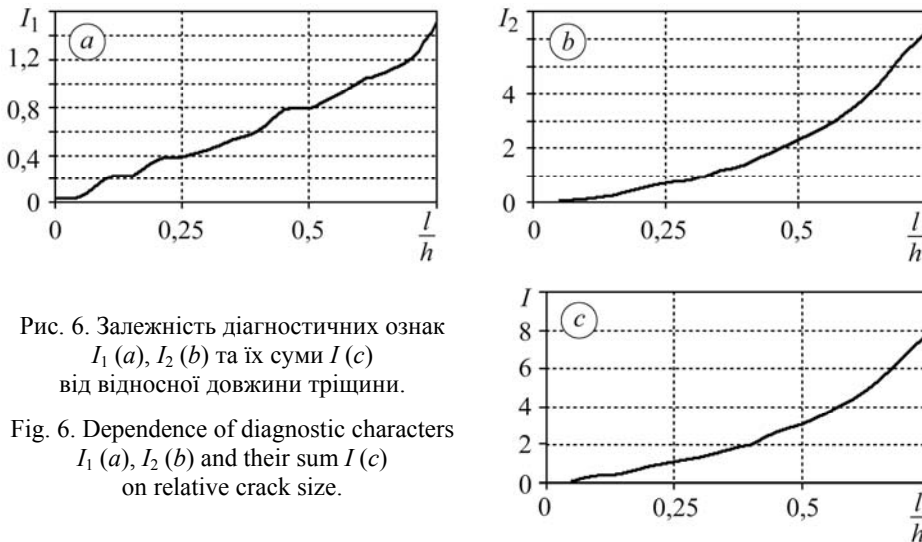 I₁
a
1,2
0,8
0,4
0
0
0,25
0,5
l/h
I₂
b
4
2
0
0
0,25
0,5
l/h
I
c
8
6
4
2
0
0
0,25
0,5
l/h
Рис. 6. Залежність діагностичних ознак
I₁ (a), I₂ (b) та їх суми I (c)
від відносної довжини тріщини.
Fig. 6. Dependence of diagnostic characters
I₁ (a), I₂ (b) and their sum I (c)
on relative crack size.